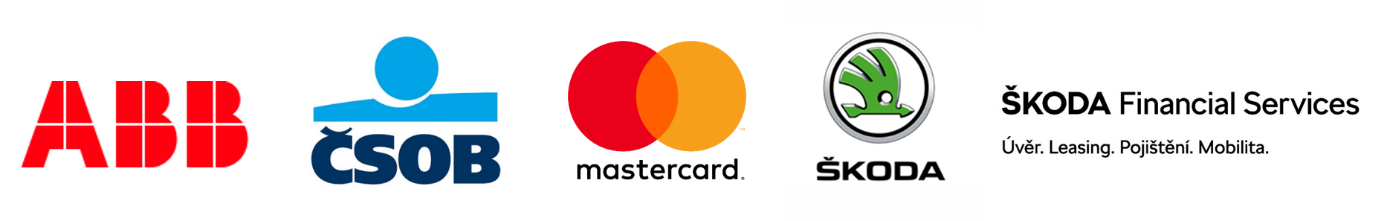 ABB
ČSOB
mastercard.
ŠKODA
ŠKODA Financial Services
Úvěr. Leasing. Pojištění. Mobilita.